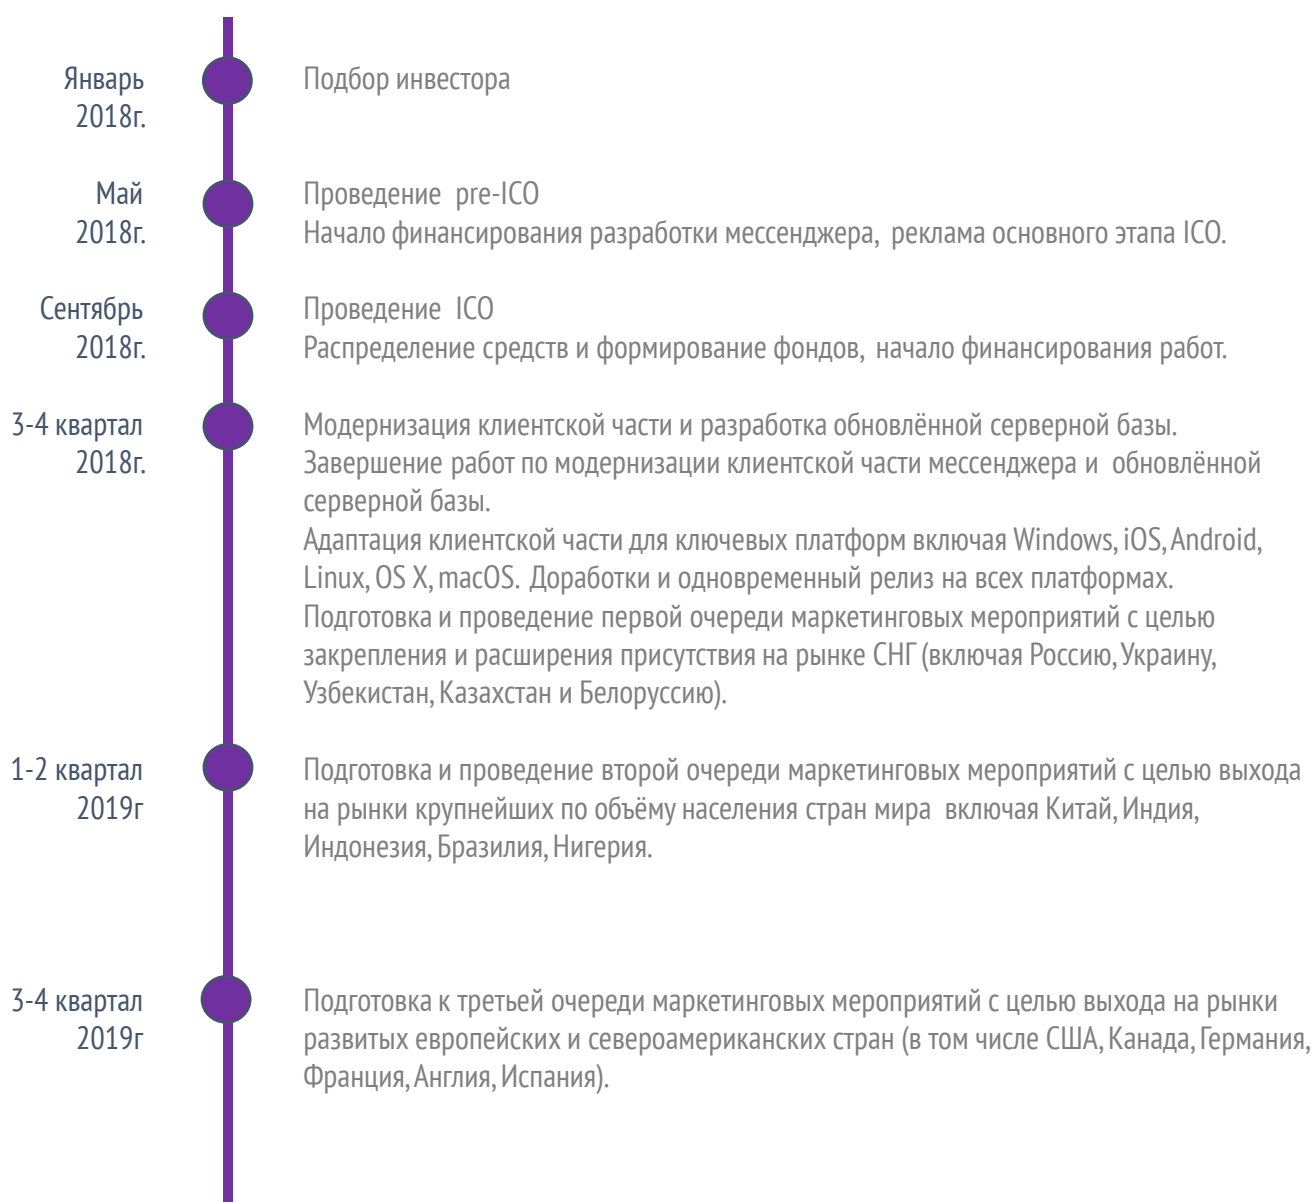 Январь
2018г.
Подбор инвестора
Май
2018г.
Проведение pre-ICO
Начало финансирования разработки мессенджера, реклама основного этапа ICO.
Сентябрь
2018г.
Проведение ICO
Распределение средств и формирование фондов, начало финансирования работ.
3-4 квартал
2018г.
Модернизация клиентской части и разработка обновлённой серверной базы.
Завершение работ по модернизации клиентской части мессенджера и обновлённой
серверной базы.
Адаптация клиентской части для ключевых платформ включая Windows, iOS, Android,
Linux, OS X, macOS. Доработки и одновременный релиз на всех платформах.
Подготовка и проведение первой очереди маркетинговых мероприятий с целью
закрепления и расширения присутствия на рынке СНГ (включая Россию, Украину,
Узбекистан, Казахстан и Белоруссию).
1-2 квартал
2019г
Подготовка и проведение второй очереди маркетинговых мероприятий с целью выхода
на рынки крупнейших по объёму населения стран мира включая Китай, Индия,
Индонезия, Бразилия, Нигерия.
3-4 квартал
2019г
Подготовка к третьей очереди маркетинговых мероприятий с целью выхода на рынки
развитых европейских и североамериканских стран (в том числе США, Канада, Германия,
Франция, Англия, Испания).